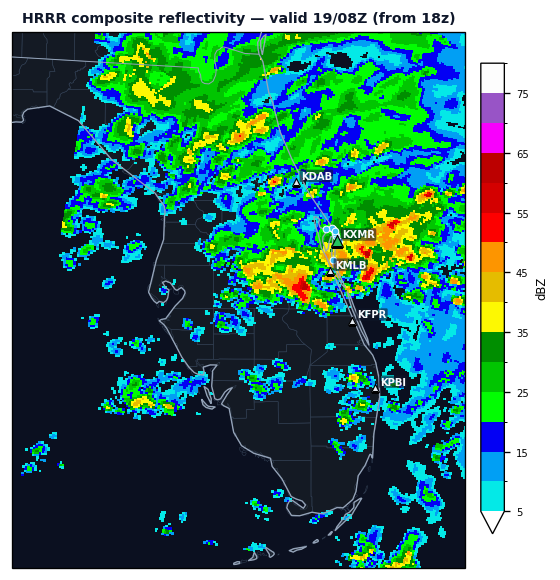 HRRR composite reflectivity — valid 19/08Z (from 18z)
KDAB
KXMR
KMLB
KFPR
KPBI
75
65
55
45
35
25
15
5
dBZ